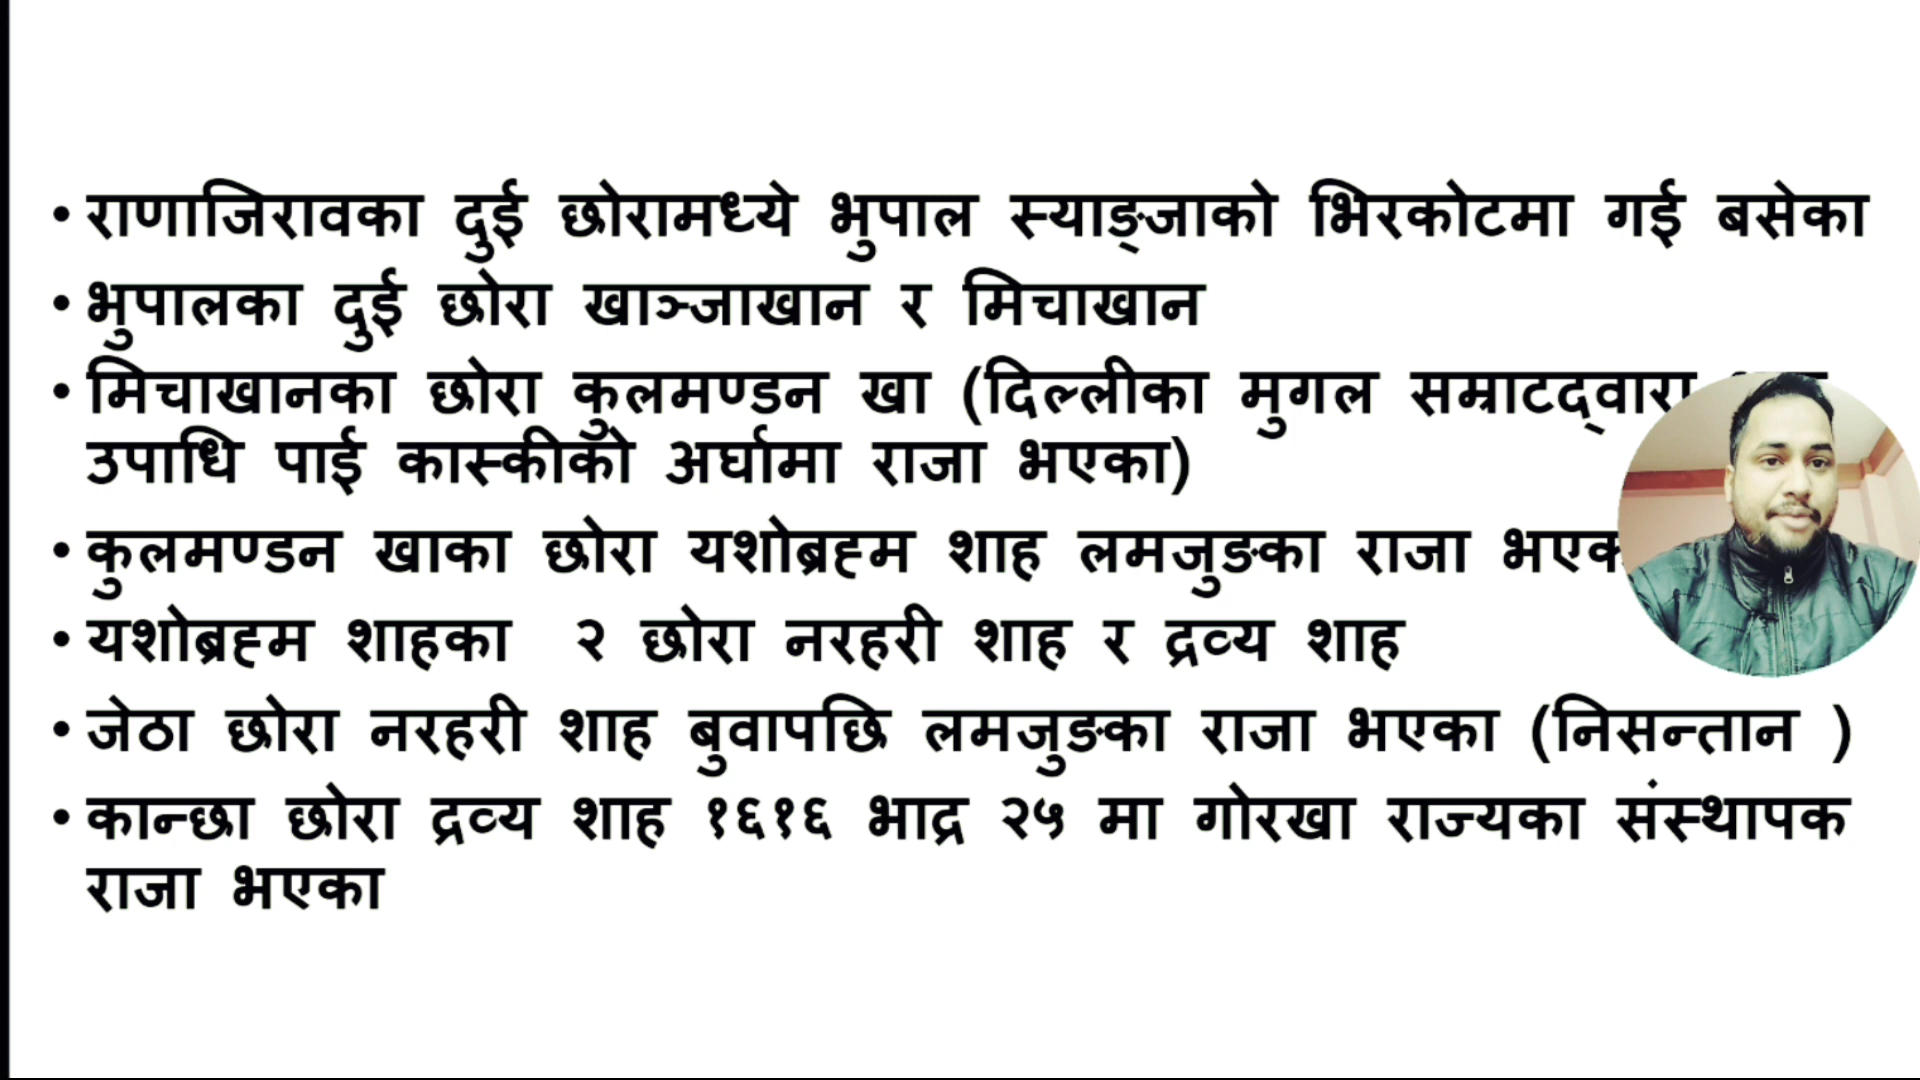 • राणाजिरावका दुई छोरामध्ये भुपाल स्याङ्जाको भिरकोटमा गई बसेका
• भुपालका दुई छोरा खाञ्जाखान र मिचाखान
• मिचाखानका छोरा कुलमण्डन खा (दिल्लीका मुगल सम्राटद्वारा
उपाधि पाई कास्कीको अर्घामा राजा भएका)
• कुलमण्डन खाका छोरा यशोब्रह्म शाह लमजुङका राजा
• यशोब्रह्म शाहका २ छोरा नरहरी शाह र द्रव्य शाह
• जेठा छोरा नरहरी शाह बुवापछि लमजुङका राजा भएका (निसन्तान )
• कान्छा छोरा द्रव्य शाह १६१६ भाद्र २५ मा गोरखा राज्यका संस्थापक
राजा भएका